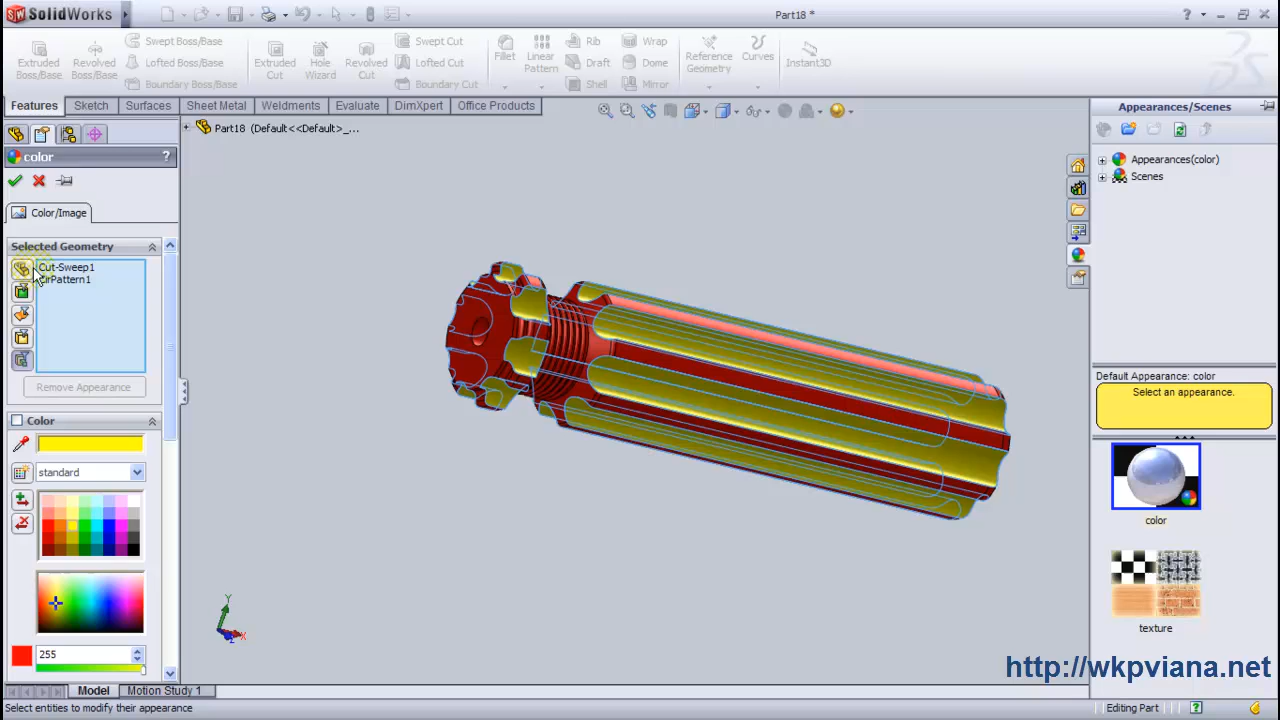 SolidWorks
Part18 *
Extruded Boss/Base
Revolved Boss/Base
Swept Boss/Base
Lofted Boss/Base
Boundary Boss/Base
Extruded Cut
Hole Wizard
Revolved Cut
Swept Cut
Lofted Cut
Boundary Cut
Fillet
Linear Pattern
Rib
Draft
Shell
Wrap
Dome
Mirror
Reference Geometry
Curves
Instant3D
Features
Sketch
Surfaces
Sheet Metal
Weldments
Evaluate
DimXpert
Office Products
Part18 (Default<<Default>_...
color
?
Color/Image
Selected Geometry
Cut-Sweep1
irPattern1
Remove Appearance
Color
standard
255
Y
X
Z
Appearances/Scenes
Appearances(color)
Scenes
Default Appearance: color
Select an appearance.
color
texture
http://wkpviana.net
Model
Motion Study 1
Select entities to modify their appearance
Editing Part
?